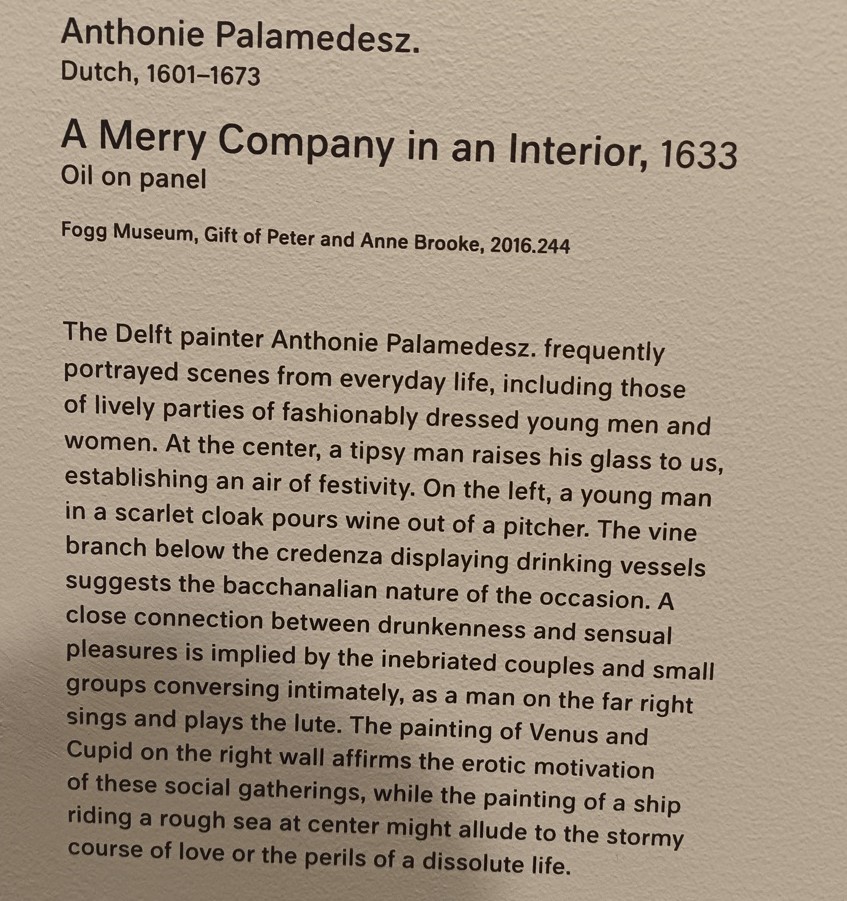 Anthonie Palamedesz.
Dutch, 1601–1673
A Merry Company in an Interior, 1633
Oil on panel
Fogg Museum, Gift of Peter and Anne Brooke, 2016.244
The Delft painter Anthonie Palamedesz. frequently
portrayed scenes from everyday life, including those
of lively parties of fashionably dressed young men and
women. At the center, a tipsy man raises his glass to us,
establishing an air of festivity. On the left, a young man
in a scarlet cloak pours wine out of a pitcher. The vine
branch below the credenza displaying drinking vessels
suggests the bacchanalian nature of the occasion. A
close connection between drunkenness and sensual
pleasures is implied by the inebriated couples and small
groups conversing intimately, as a man on the far right
sings and plays the lute. The painting of Venus and
Cupid on the right wall affirms the erotic motivation
of these social gatherings, while the painting of a ship
riding a rough sea at center might allude to the stormy
course of love or the perils of a dissolute life.